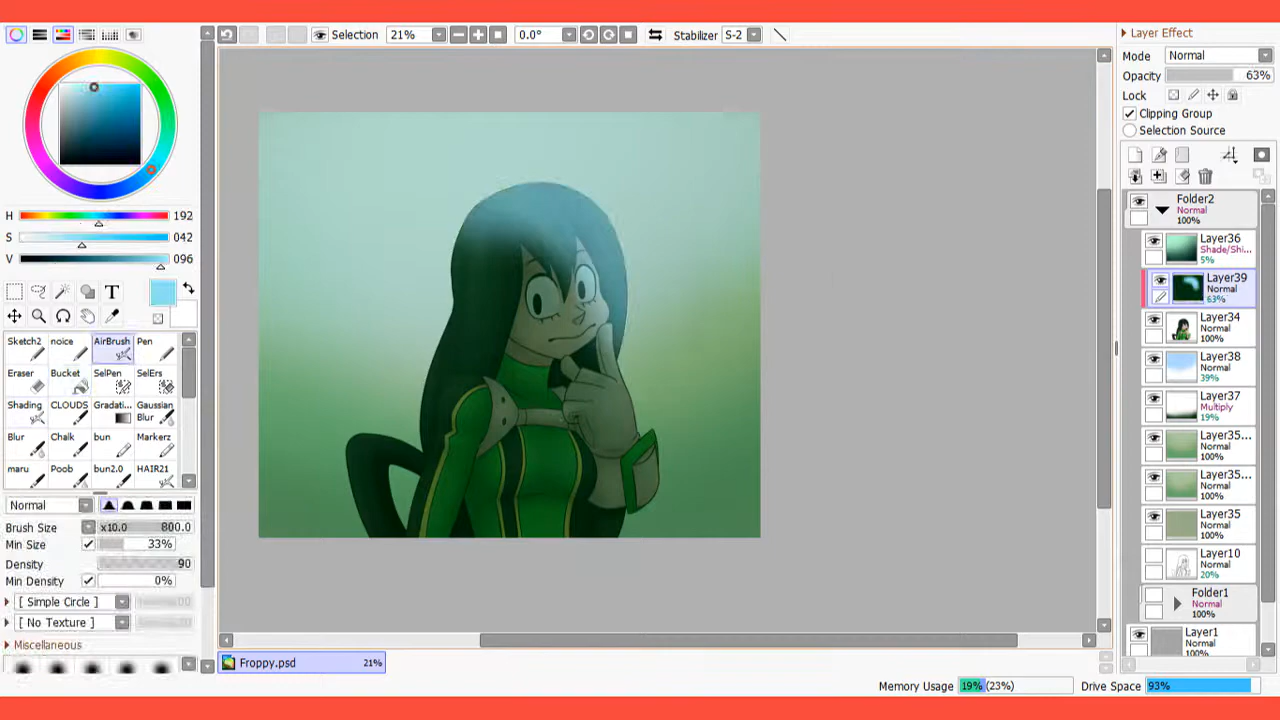 Selection 21% 0.0° Stabilizer S-2
H 192
S 042
V 096
T
Sketch2 noice AirBrush Pen
Eraser Bucket SelPen SelErs
Shading CLOUDS Gradati... Gaussian Blur
Blur Chalk bun Markerz
maru Poob bun2.0 HAIR21
Normal
Brush Size x10.0 800.0
Min Size 33%
Density 90
Min Density 0%
[ Simple Circle ]
[ No Texture ]
Miscellaneous
Froppy.psd 21%
Memory Usage 19% (23%) Drive Space 93%
Layer Effect
Mode Normal
Opacity 63%
Lock
Clipping Group
Selection Source
Folder2
Normal
100%
Layer36
Shade/Shi...
5%
Layer39
Normal
63%
Layer34
Normal
100%
Layer38
Normal
39%
Layer37
Multiply
19%
Layer35...
Normal
100%
Layer35...
Normal
100%
Layer35
Normal
100%
Layer10
Normal
20%
Folder1
Normal
100%
Layer1
Normal
100%